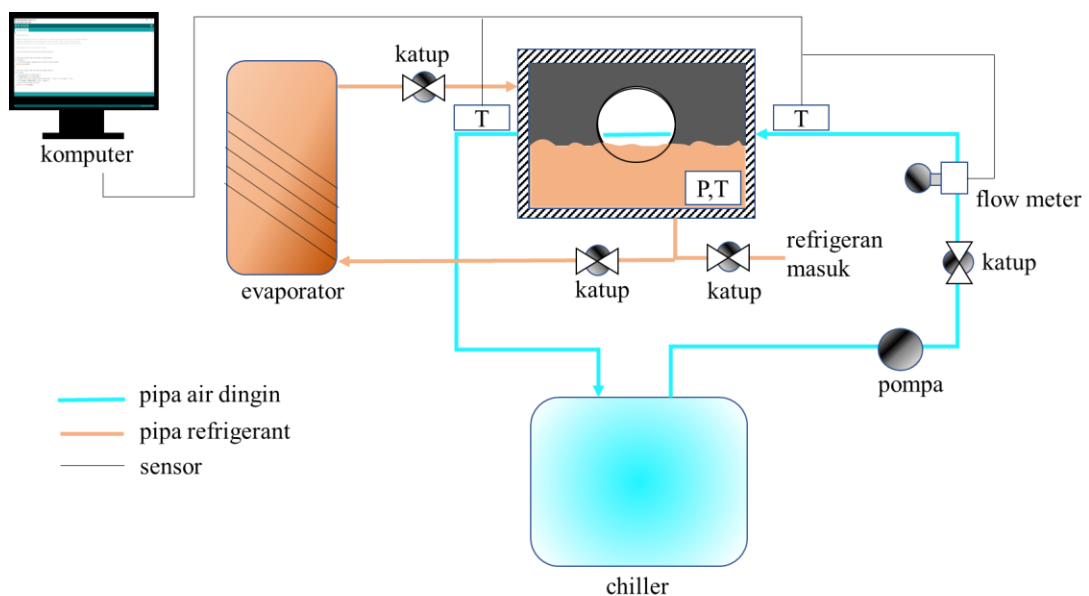 komputer
katup
T
T
P,T
flow meter
evaporator
katup
katup
refrigeran
masuk
katup
pompa
pipa air dingin
pipa refrigerant
sensor
chiller